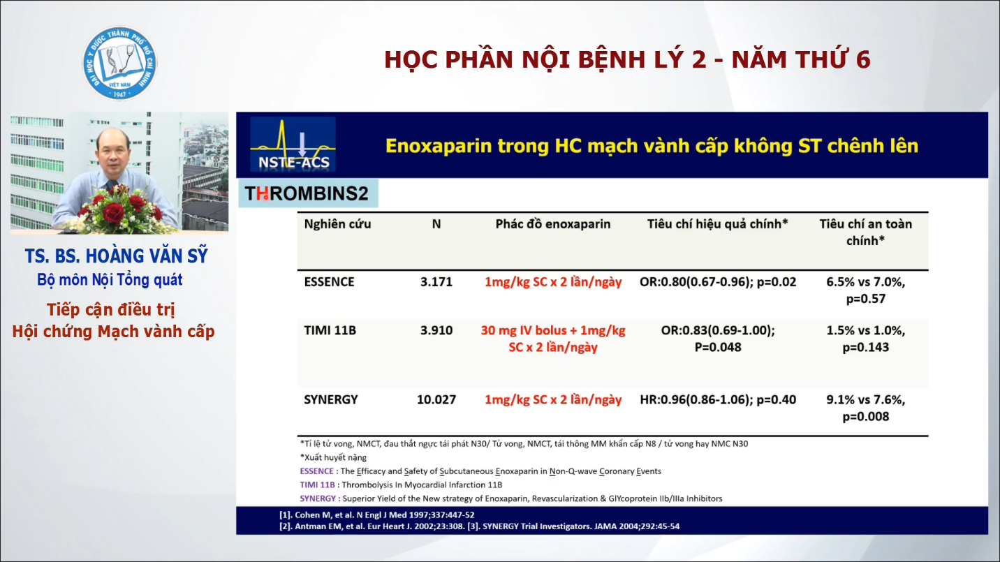 ĐẠI HỌC Y DƯỢC THÀNH PHỐ HỒ CHÍ MINH
VIỆT NAM
1947
HỌC PHẦN NỘI BỆNH LÝ 2 - NĂM THỨ 6
TS. BS. HOÀNG VĂN SỸ
Bộ môn Nội Tổng quát
Tiếp cận điều trị
Hội chứng Mạch vành cấp
NSTE-ACS
Enoxaparin trong HC mạch vành cấp không ST chênh lên
THROMBINS2
Nghiên cứu N Phác đồ enoxaparin Tiêu chí hiệu quả chính* Tiêu chí an toàn
chính*
ESSENCE 3.171 1mg/kg SC x 2 lần/ngày OR:0.80(0.67-0.96); p=0.02 6.5% vs 7.0%,
p=0.57
TIMI 11B 3.910 30 mg IV bolus + 1mg/kg OR:0.83(0.69-1.00); 1.5% vs 1.0%,
SC x 2 lần/ngày P=0.048 p=0.143
SYNERGY 10.027 1mg/kg SC x 2 lần/ngày HR:0.96(0.86-1.06); p=0.40 9.1% vs 7.6%,
p=0.008
*Tỉ lệ tử vong, NMCT, đau thắt ngực tái phát N30/ Tử vong, NMCT, tái thông MM khẩn cấp N8 / tử vong hay NMC N30
*Xuất huyết nặng
ESSENCE : The Efficacy and Safety of Subcutaneous Enoxaparin in Non-Q-wave Coronary Events
TIMI 11B : Thrombolysis In Myocardial Infarction 11B
SYNERGY : Superior Yield of the New strategy of Enoxaparin, Revascularization & GlYcoprotein IIb/IIIa Inhibitors
[1]. Cohen M, et al. N Engl J Med 1997;337:447-52
[2]. Antman EM, et al. Eur Heart J. 2002;23:308. [3]. SYNERGY Trial Investigators. JAMA 2004;292:45-54